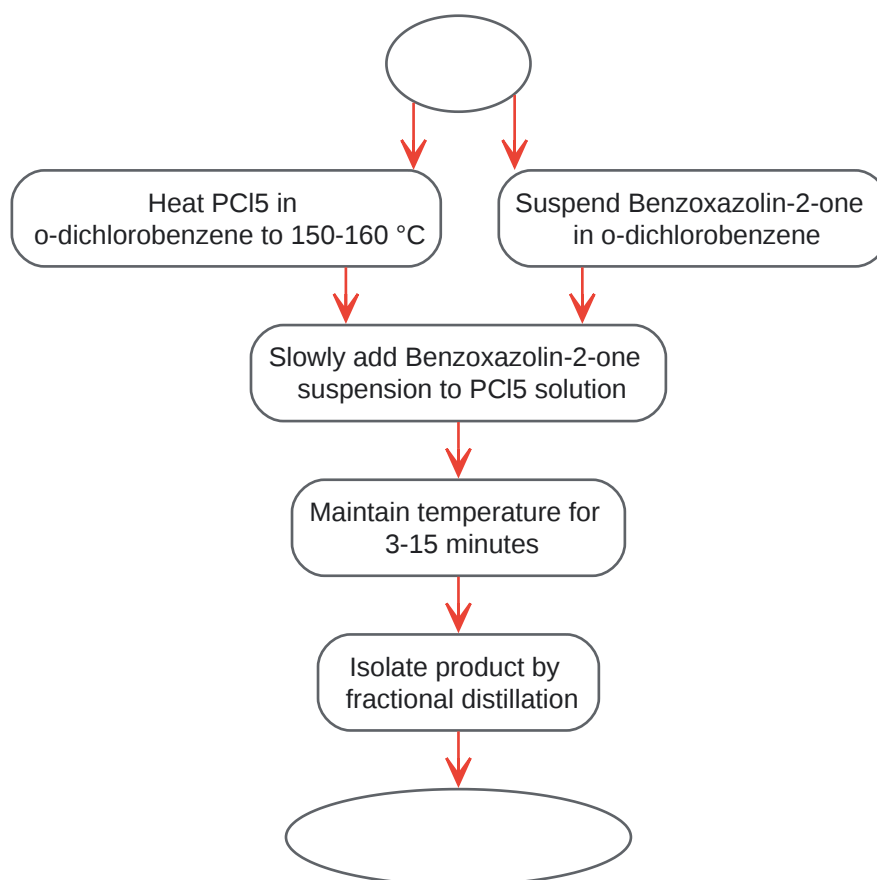 Heat PCl5 in
o-dichlorobenzene to 150-160 °C
Suspend Benzoxazolin-2-one
in o-dichlorobenzene
Slowly add Benzoxazolin-2-one
suspension to PCl5 solution
Maintain temperature for
3-15 minutes
Isolate product by
fractional distillation